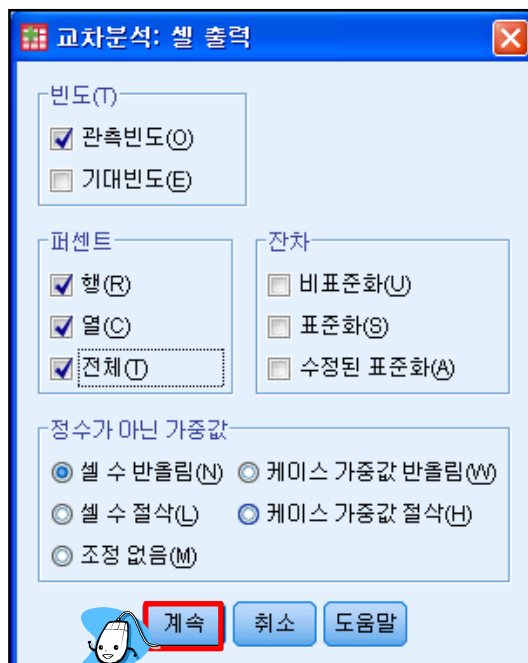 교차분석: 셀 출력
빈도(T)
관측빈도(O)
기대빈도(E)
퍼센트
행(R)
열(C)
전체(T)
잔차
비표준화(U)
표준화(S)
수정된 표준화(A)
정수가 아닌 가중값
셀 수 반올림(N) 케이스 가중값 반올림(W)
셀 수 절삭(L) 케이스 가중값 절삭(H)
조정 없음(M)
계속 취소 도움말